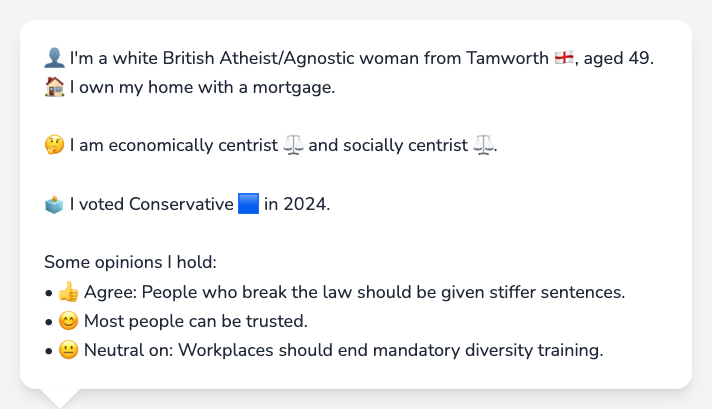 👤 I'm a white British Atheist/Agnostic woman from Tamworth 🏴󠁧󠁢󠁥󠁮󠁧󠁿, aged 49.
🏠 I own my home with a mortgage.
🤔 I am economically centrist ⚖️ and socially centrist ⚖️.
🗳️ I voted Conservative 🟦 in 2024.
Some opinions I hold:
• 👍 Agree: People who break the law should be given stiffer sentences.
• 😊 Most people can be trusted.
• 😐 Neutral on: Workplaces should end mandatory diversity training.